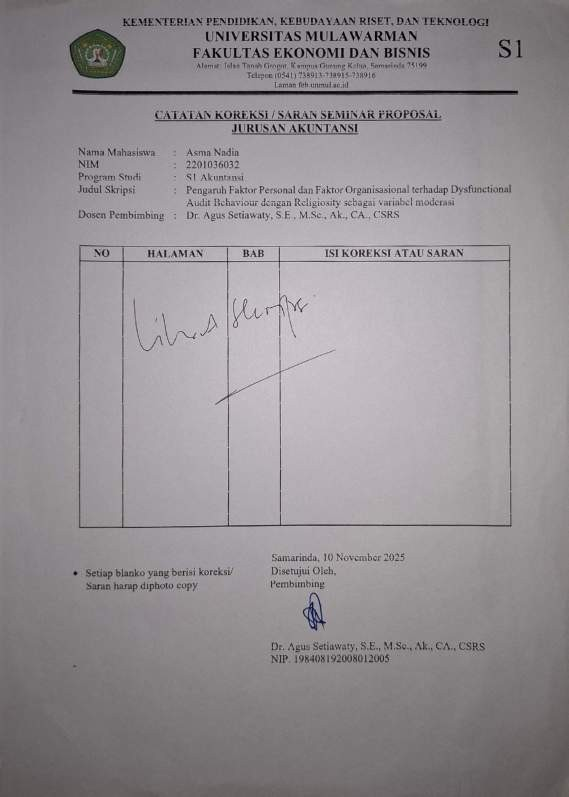 KEMENTERIAN PENDIDIKAN, KEBUDAYAAN RISET, DAN TEKNOLOGI
UNIVERSITAS MULAWARMAN
FAKULTAS EKONOMI DAN BISNIS
S1
Alamat: Jalan Tanah Grogot, Kampus Gunung Kelua, Samarinda 75199
Telepon (0541) 738913-738915-738916
Laman feb.unmul.ac.id
CATATAN KOREKSI / SARAN SEMINAR PROPOSAL
JURUSAN AKUNTANSI
Nama Mahasiswa : Asma Nadia
NIM : 2201036032
Program Studi : S1 Akuntansi
Judul Skripsi : Pengaruh Faktor Personal dan Faktor Organisasional terhadap Dysfunctional
Audit Behaviour dengan Religiosity sebagai variabel moderasi
Dosen Pembimbing : Dr. Agus Setiawaty, S.E., M.Sc., Ak., CA., CSRS
NO HALAMAN BAB ISI KOREKSI ATAU SARAN
Samarinda, 10 November 2025
• Setiap blanko yang berisi koreksi/ Disetujui Oleh,
Saran harap diphoto copy Pembimbing
Dr. Agus Setiawaty, S.E., M.Sc., Ak., CA., CSRS
NIP. 198408192008012005